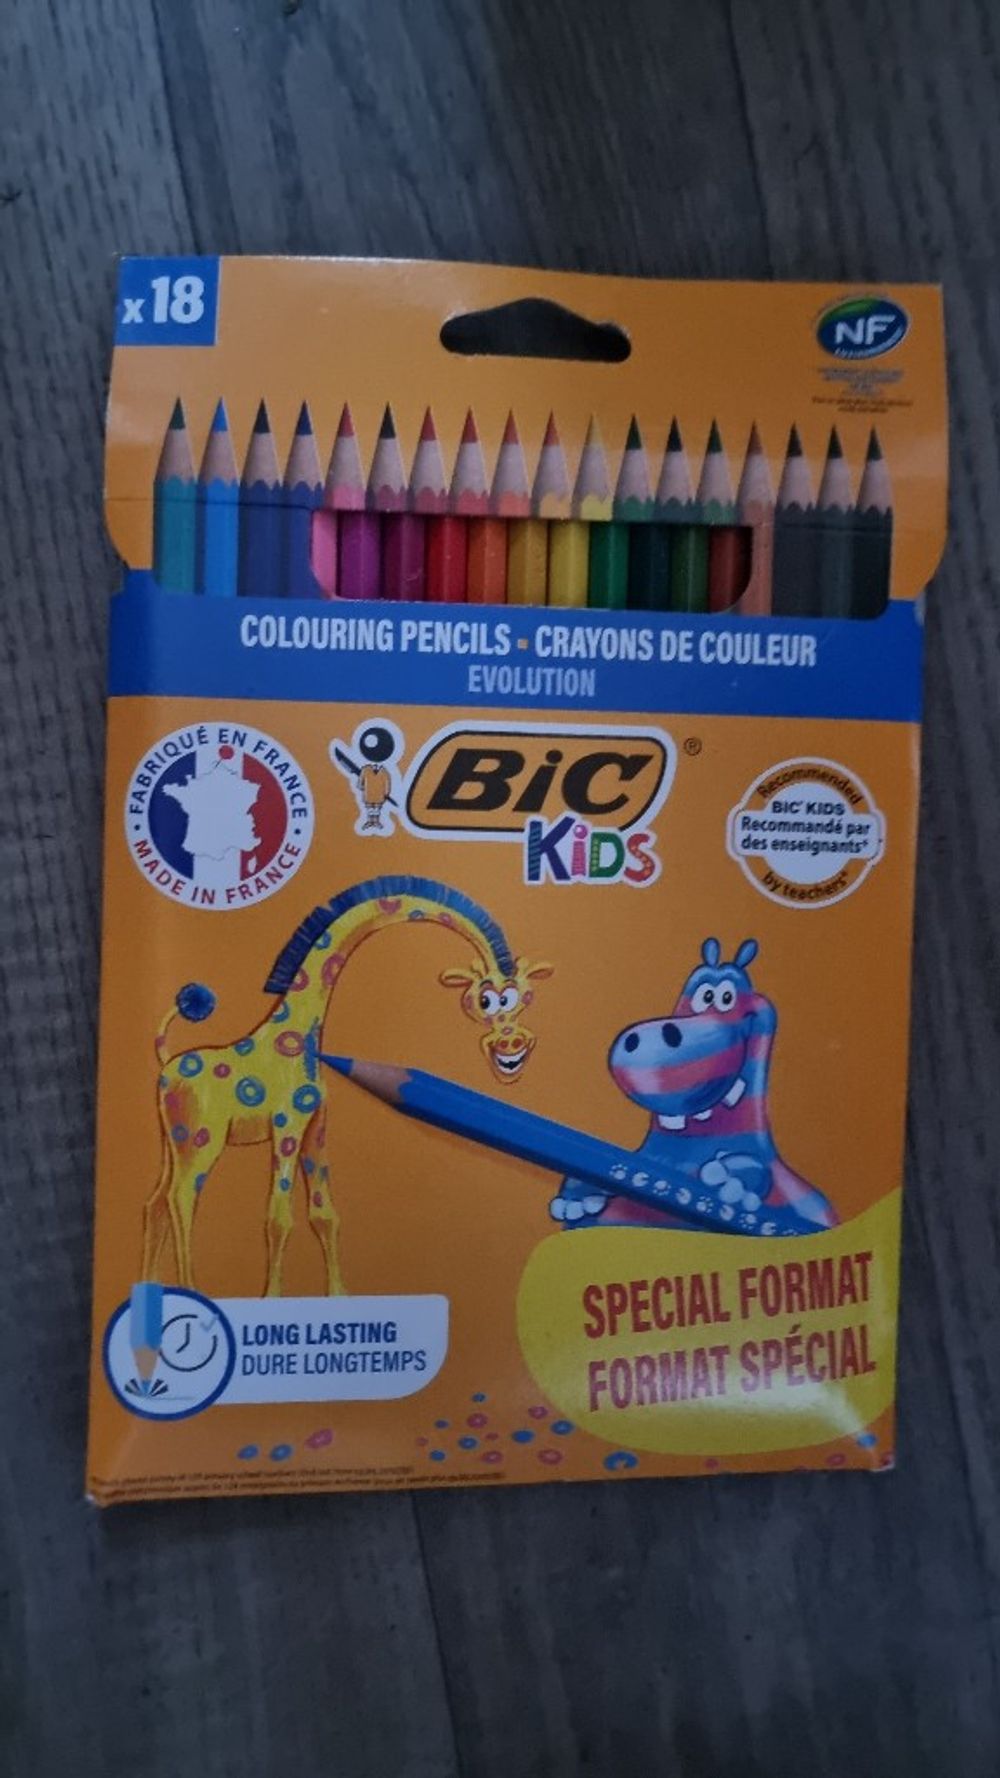 x18
NF
COLOURING PENCILS - CRAYONS DE COULEUR
EVOLUTION
FABRIQUÉ EN FRANCE
MADE IN FRANCE
BiC ®
KiDS
Recommended
BIC® KIDS
Recommandé par
des enseignants*
by teachers*
SPECIAL FORMAT
FORMAT SPÉCIAL
LONG LASTING
DURE LONGTEMPS